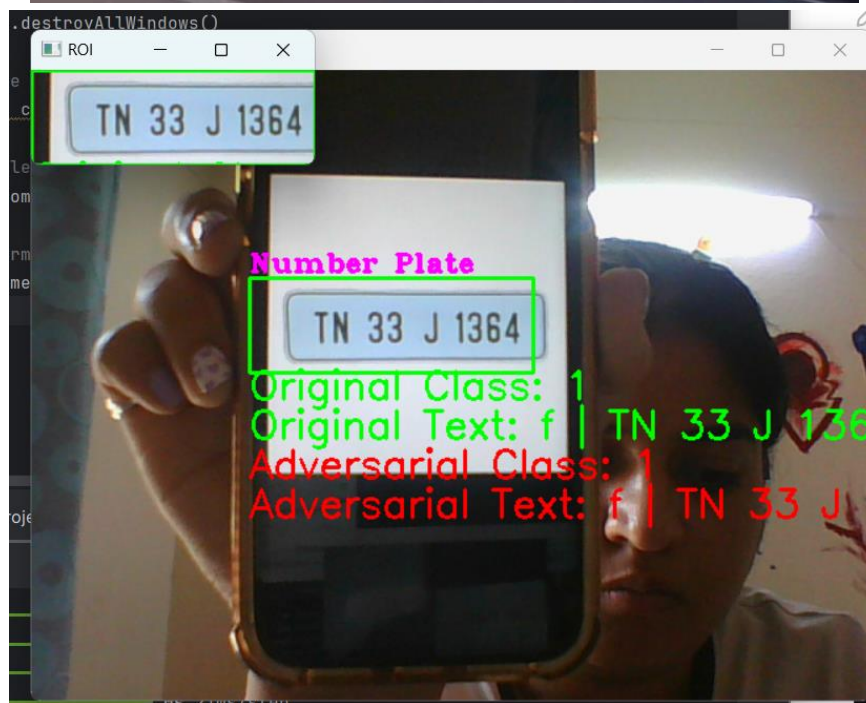 .destroyAllWindows()
ROI
TN 33 J 1364
Number Plate
TN 33 J 1364
Original Class: 1
Original Text: f | TN 33 J 136
Adversarial Class: 1
Adversarial Text: f | TN 33 J